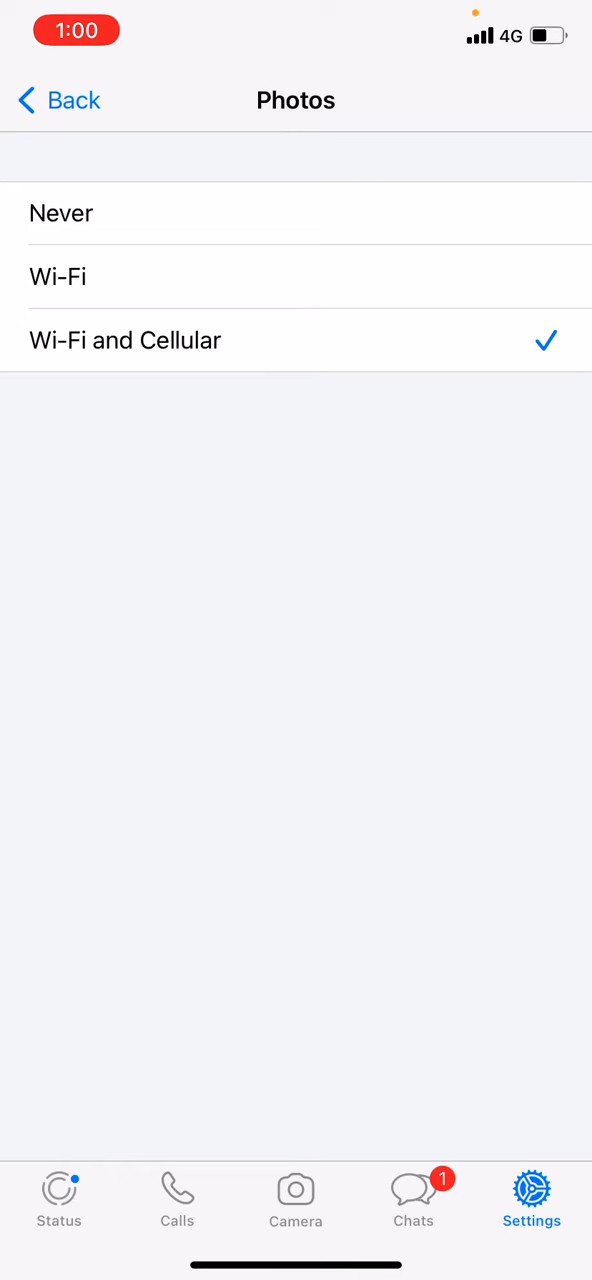 1:00
4G
Back
Photos
Never
Wi-Fi
Wi-Fi and Cellular
1
Status
Calls
Camera
Chats
Settings